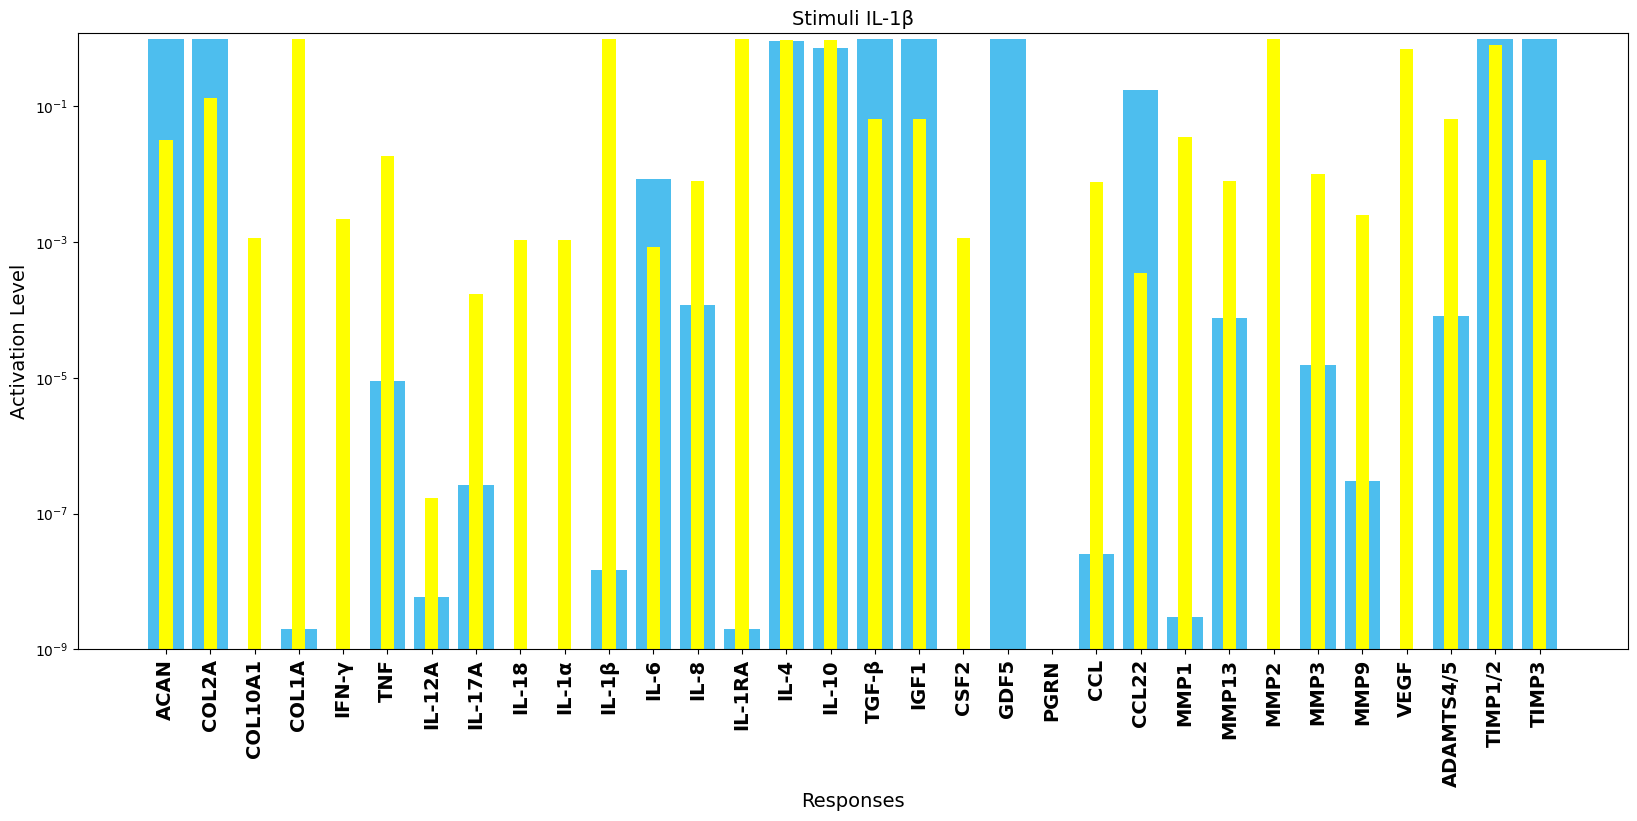 Stimuli IL-1β
Activation Level
10⁻¹
10⁻³
10⁻⁵
10⁻⁷
10⁻⁹
ACAN
COL2A
COL10A1
COL1A
IFN-γ
TNF
IL-12A
IL-17A
IL-18
IL-1α
IL-1β
IL-6
IL-8
IL-1RA
IL-4
IL-10
TGF-β
IGF1
CSF2
GDF5
PGRN
CCL
CCL22
MMP1
MMP13
MMP2
MMP3
MMP9
VEGF
ADAMTS4/5
TIMP1/2
TIMP3
Responses